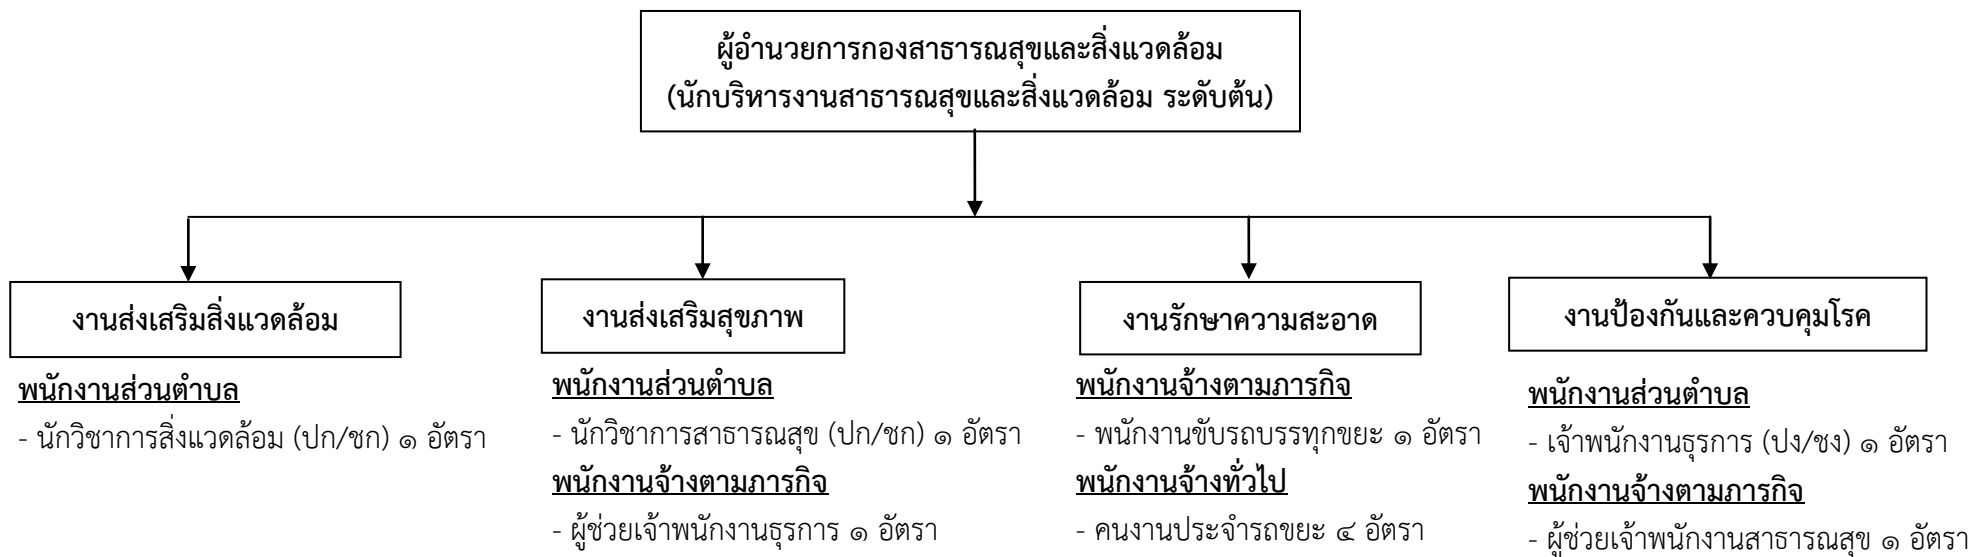 ผู้อำนวยการกองสาธารณสุขและสิ่งแวดล้อม
(นักบริหารงานสาธารณสุขและสิ่งแวดล้อม ระดับต้น)
งานส่งเสริมสิ่งแวดล้อม
พนักงานส่วนตำบล
- นักวิชาการสิ่งแวดล้อม (ปก/ชก) ๑ อัตรา
งานส่งเสริมสุขภาพ
พนักงานส่วนตำบล
- นักวิชาการสาธารณสุข (ปก/ชก) ๑ อัตรา
พนักงานจ้างตามภารกิจ
- ผู้ช่วยเจ้าพนักงานธุรการ ๑ อัตรา
งานรักษาความสะอาด
พนักงานจ้างตามภารกิจ
- พนักงานขับรถบรรทุกขยะ ๑ อัตรา
พนักงานจ้างทั่วไป
- คนงานประจำรถขยะ ๔ อัตรา
งานป้องกันและควบคุมโรค
พนักงานส่วนตำบล
- เจ้าพนักงานธุรการ (ปง/ชง) ๑ อัตรา
พนักงานจ้างตามภารกิจ
- ผู้ช่วยเจ้าพนักงานสาธารณสุข ๑ อัตรา